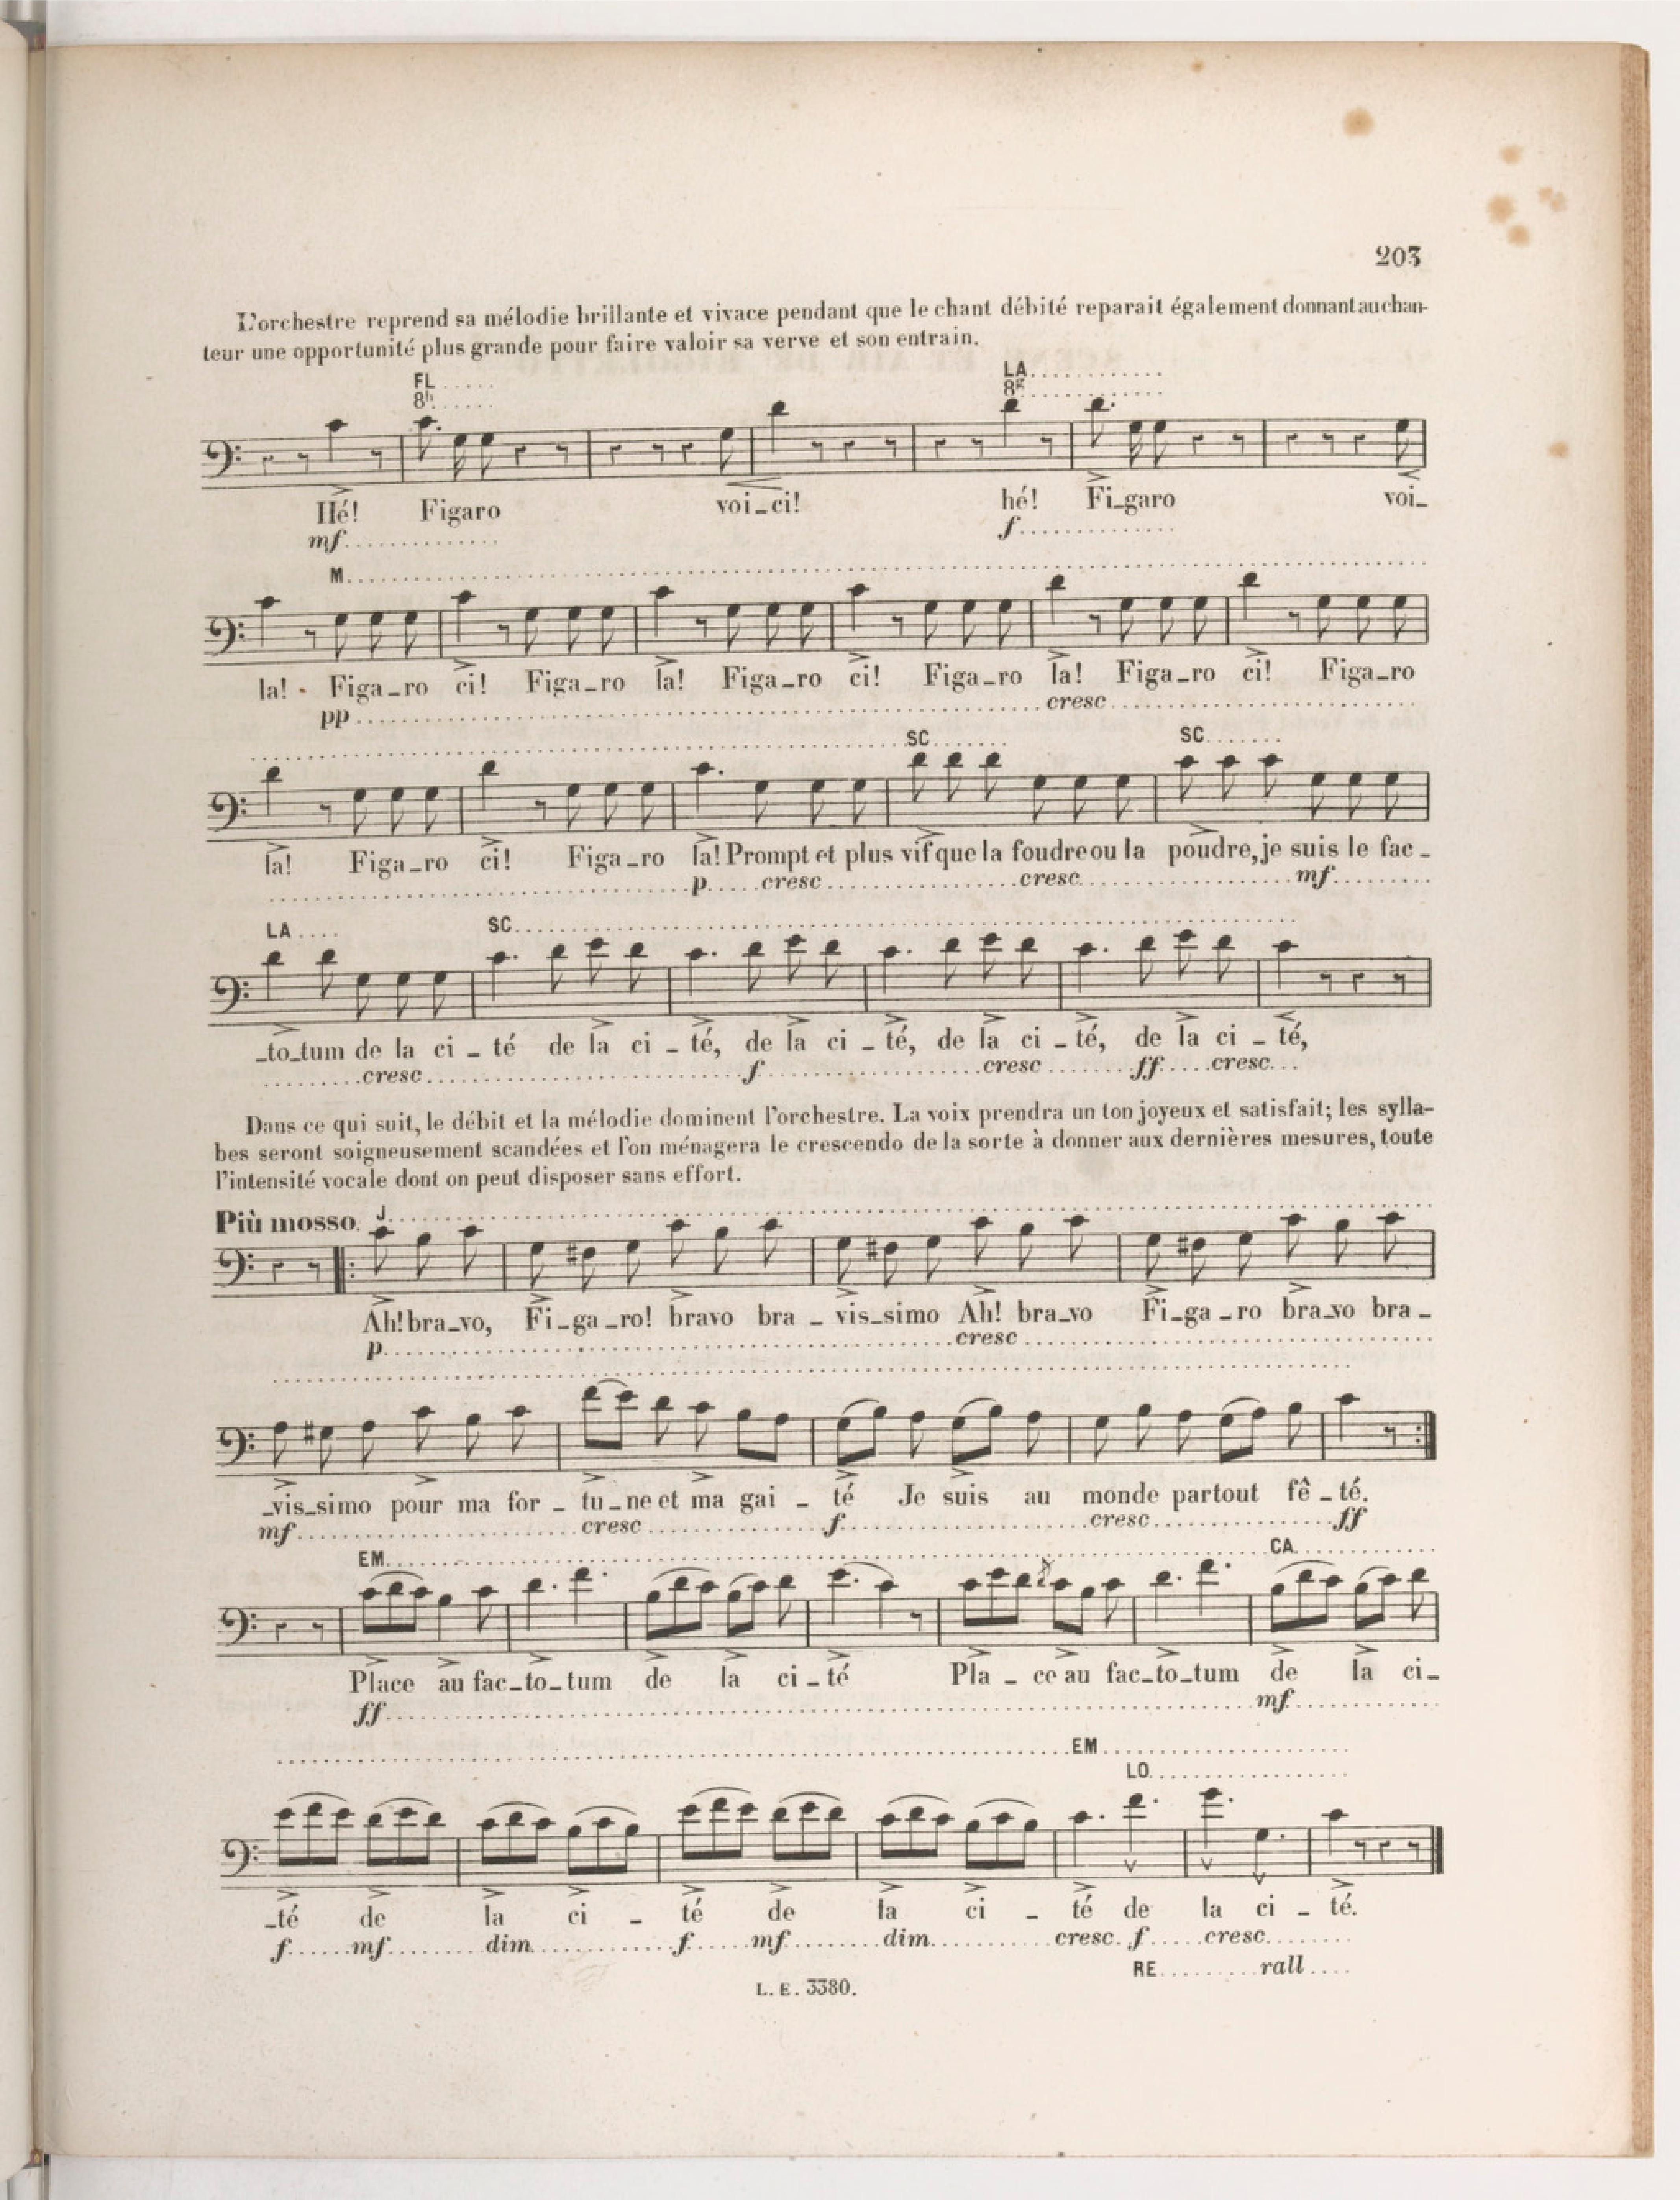 203
L'orchestre reprend sa mélodie brillante et vivace pendant que le chant débité reparait également donnant au chan-
teur une opportunité plus grande pour faire valoir sa verve et son entrain.
FL..... LA............
8h...... 8g...............
Hé! Figaro voi_ci! hé! Fi_garo voi_
mf............. f.............
M...............
la! Figa_ro ci! Figa_ro la! Figa_ro ci! Figa_ro la! Figa_ro ci! Figa_ro
pp............... cresc...............
...............SC....... SC.......
la! Figa_ro ci! Figa_ro la! Prompt et plus vif que la foudre ou la poudre, je suis le fac_
...............p.....cresc...............cresc...............mf.........
LA.... SC...............
_to_tum de la ci_té de la ci_té, de la ci_té, de la ci_té, de la ci_té,
.........cresc...............f...............cresc........ff.....cresc...
Dans ce qui suit, le débit et la mélodie dominent l'orchestre. La voix prendra un ton joyeux et satisfait; les sylla-
bes seront soigneusement scandées et l'on ménagera le crescendo de la sorte à donner aux dernières mesures, toute
l'intensité vocale dont on peut disposer sans effort.
Più mosso. J...............
Ah! bra_vo, Fi_ga_ro! bravo bra_vis_simo Ah! bra_vo Fi_ga_ro bra_vo bra_
p...............cresc...............
_vis_simo pour ma for_tu_ne et ma gai_té Je suis au monde partout fê_té.
mf...............cresc...............f...............cresc...............ff
EM............... CA............
Place au fac_to_tum de la ci_té Pla_ce au fac_to_tum de la ci_
ff...............mf............
...............EM...............
LO...............
_té de la ci_té de la ci_té de la ci_té.
f......mf.........dim............f......mf.........dim............cresc..f.....cresc........
RE.........rall....
L. E. 3380.